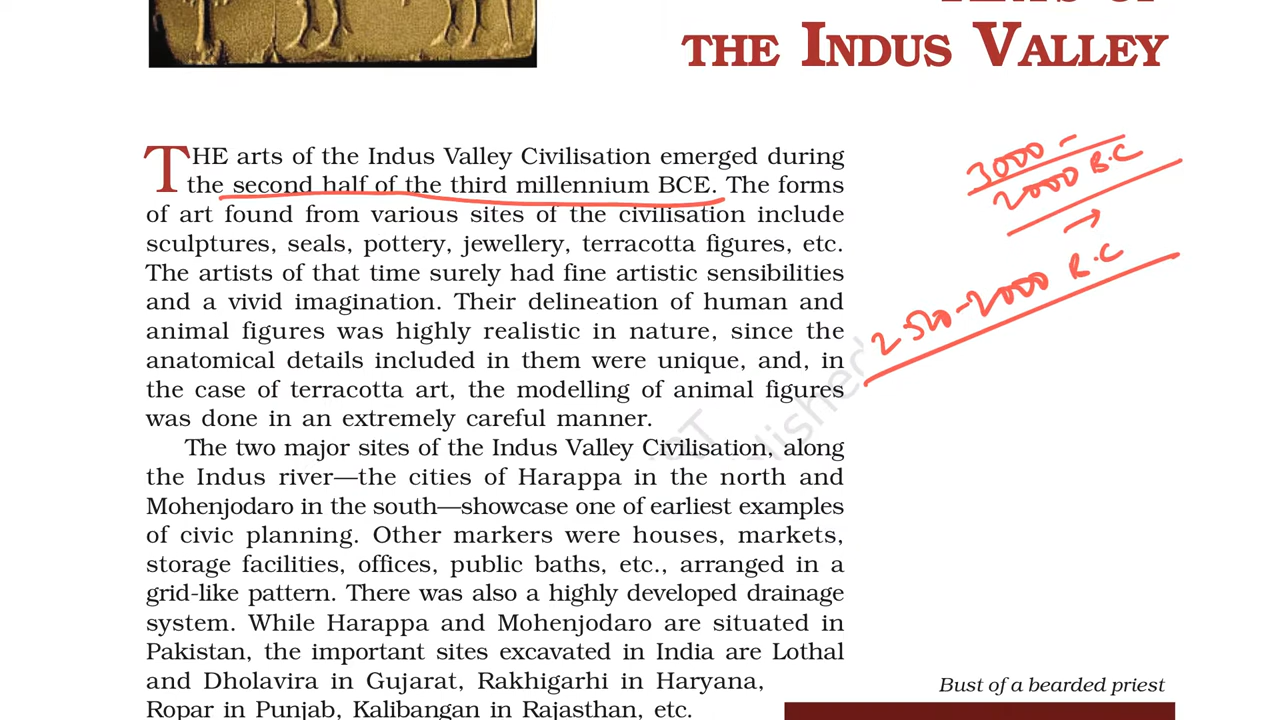 THE INDUS VALLEY
THE arts of the Indus Valley Civilisation emerged during
the second half of the third millennium BCE. The forms
of art found from various sites of the civilisation include
sculptures, seals, pottery, jewellery, terracotta figures, etc.
The artists of that time surely had fine artistic sensibilities
and a vivid imagination. Their delineation of human and
animal figures was highly realistic in nature, since the
anatomical details included in them were unique, and, in
the case of terracotta art, the modelling of animal figures
was done in an extremely careful manner.
The two major sites of the Indus Valley Civilisation, along
the Indus river—the cities of Harappa in the north and
Mohenjodaro in the south—showcase one of earliest examples
of civic planning. Other markers were houses, markets,
storage facilities, offices, public baths, etc., arranged in a
grid-like pattern. There was also a highly developed drainage
system. While Harappa and Mohenjodaro are situated in
Pakistan, the important sites excavated in India are Lothal
and Dholavira in Gujarat, Rakhigarhi in Haryana,
Ropar in Punjab, Kalibangan in Rajasthan, etc.
3000 -
2000 B.C
→
2500-2000 B.C
Bust of a bearded priest